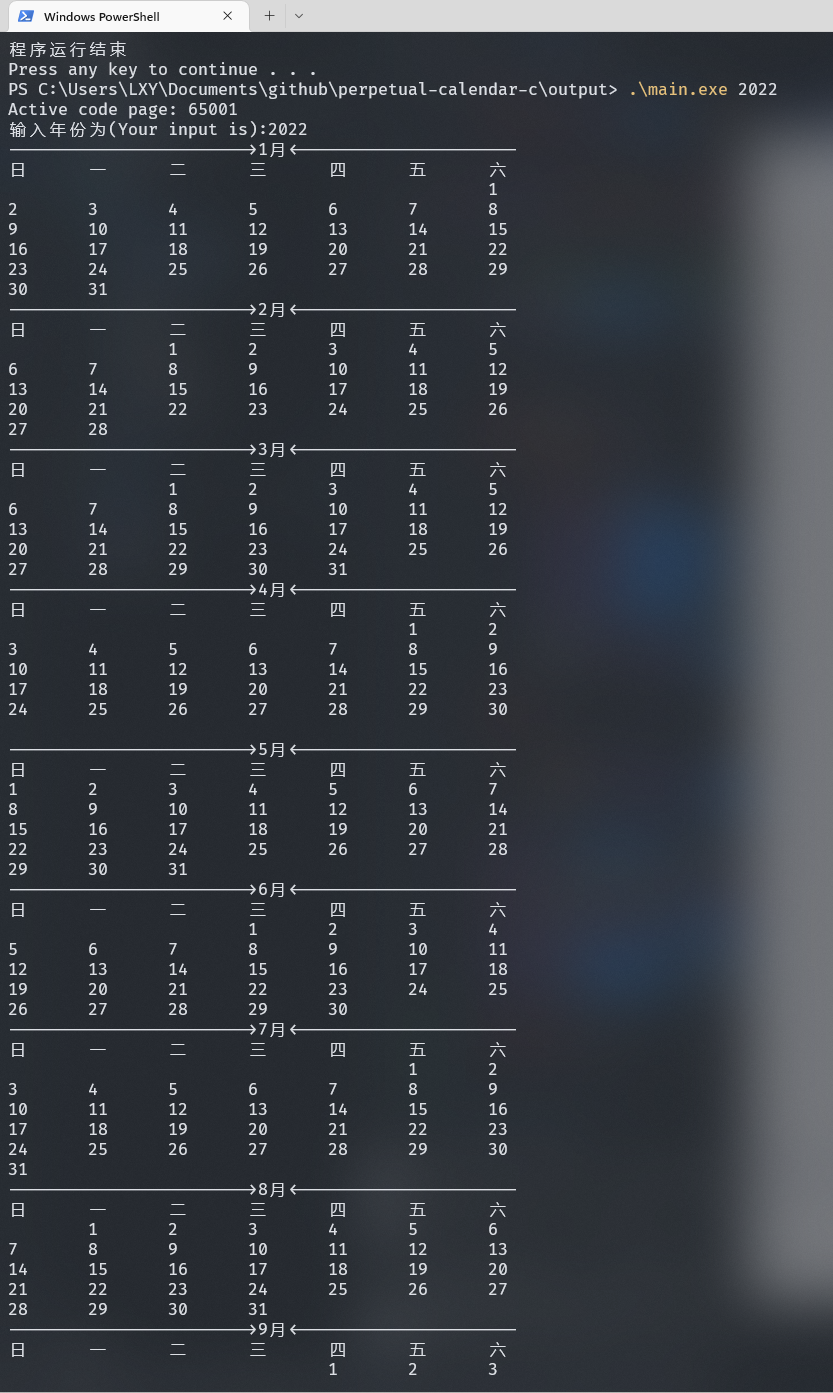 Windows PowerShell
程序运行结束
Press any key to continue . . .
PS C:\Users\LXY\Documents\github\perpetual-calendar-c\output> .\main.exe 2022
Active code page: 65001
输入年份为(Your input is):2022
————————————————>1月<————————————————
日 一 二 三 四 五 六
1
2 3 4 5 6 7 8
9 10 11 12 13 14 15
16 17 18 19 20 21 22
23 24 25 26 27 28 29
30 31
————————————————>2月<————————————————
日 一 二 三 四 五 六
1 2 3 4 5
6 7 8 9 10 11 12
13 14 15 16 17 18 19
20 21 22 23 24 25 26
27 28
————————————————>3月<————————————————
日 一 二 三 四 五 六
1 2 3 4 5
6 7 8 9 10 11 12
13 14 15 16 17 18 19
20 21 22 23 24 25 26
27 28 29 30 31
————————————————>4月<————————————————
日 一 二 三 四 五 六
1 2
3 4 5 6 7 8 9
10 11 12 13 14 15 16
17 18 19 20 21 22 23
24 25 26 27 28 29 30
————————————————>5月<————————————————
日 一 二 三 四 五 六
1 2 3 4 5 6 7
8 9 10 11 12 13 14
15 16 17 18 19 20 21
22 23 24 25 26 27 28
29 30 31
————————————————>6月<————————————————
日 一 二 三 四 五 六
1 2 3 4
5 6 7 8 9 10 11
12 13 14 15 16 17 18
19 20 21 22 23 24 25
26 27 28 29 30
————————————————>7月<————————————————
日 一 二 三 四 五 六
1 2
3 4 5 6 7 8 9
10 11 12 13 14 15 16
17 18 19 20 21 22 23
24 25 26 27 28 29 30
31
————————————————>8月<————————————————
日 一 二 三 四 五 六
1 2 3 4 5 6
7 8 9 10 11 12 13
14 15 16 17 18 19 20
21 22 23 24 25 26 27
28 29 30 31
————————————————>9月<————————————————
日 一 二 三 四 五 六
1 2 3